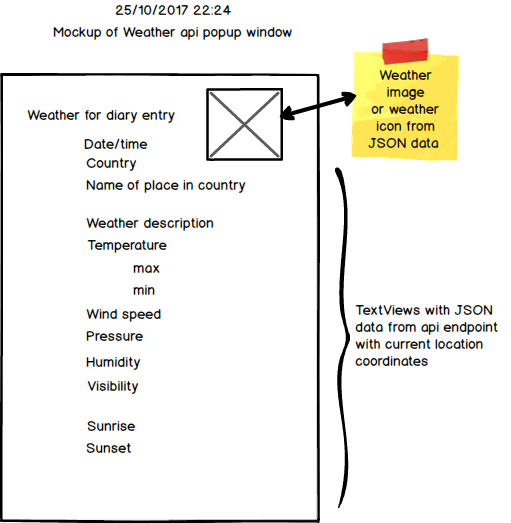 25/10/2017 22:24
Mockup of Weather api popup window
Weather for diary entry
Weather
image
or weather
icon from
JSON data
Date/time
Country
Name of place in country
Weather description
Temperature
max
min
Wind speed
Pressure
Humidity
Visibility
Sunrise
Sunset
TextViews with JSON
data from api endpoint
with current location
coordinates